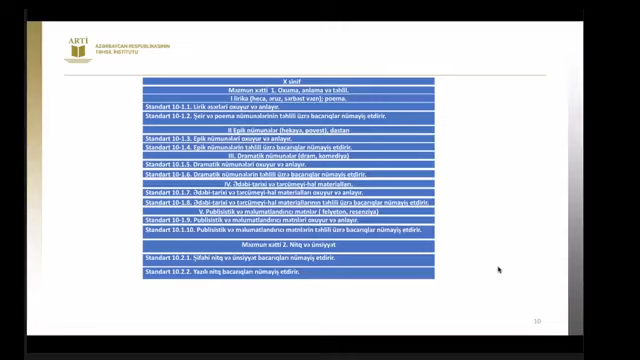 ARTİ
AZƏRBAYCAN RESPUBLİKASININ
TƏHSİL İNSTİTUTU
X sinif
Məzmun xətti 1. Oxuma, anlama və təhlil.
I lirika (heca, əruz, sərbəst vəzn); poema.
Standart 10-1.1. Lirik əsərləri oxuyur və anlayır.
Standart 10-1.2. Şeir və poema nümunələrinin təhlili üzrə bacarıqlar nümayiş etdirir.
II Epik nümunələr (hekayə, povest), dastan
Standart 10-1.3. Epik nümunələri oxuyur və anlayır.
Standart 10-1.4. Epik nümunələrin təhlili üzrə bacarıqlar nümayiş etdirir.
III. Dramatik nümunələr (dram, komediya)
Standart 10.1.5. Dramatik nümunələri oxuyur və anlayır.
Standart 10-1.6. Dramatik nümunələrin təhlili üzrə bacarıqlar nümayiş etdirir.
IV. Ədəbi-tarixi və tərcümeyi-hal materialları.
Standart 10-1.7. Ədəbi-tarixi və tərcümeyi-hal materialları oxuyur və anlayır.
Standart 10-1.8. Ədəbi-tarixi və tərcümeyi-hal materiallarının təhlili üzrə bacarıqlar nümayiş etdirir.
V. Publisistik və məlumatlandırıcı mətnlər ( felyeton, resenziya)
Standart 10-1.9. Publisistik və məlumatlandırıcı mətnləri oxuyur və anlayır.
Standart 10.1.10. Publisistik və məlumatlandırıcı mətnlərin təhlili üzrə bacarıqlar nümayiş etdirir.
Məzmun xətti 2. Nitq və ünsiyyət
Standart 10.2.1. Şifahi nitq və ünsiyyət bacarıqları nümayiş etdirir.
Standart 10.2.2. Yazılı nitq bacarıqları nümayiş etdirir.
10